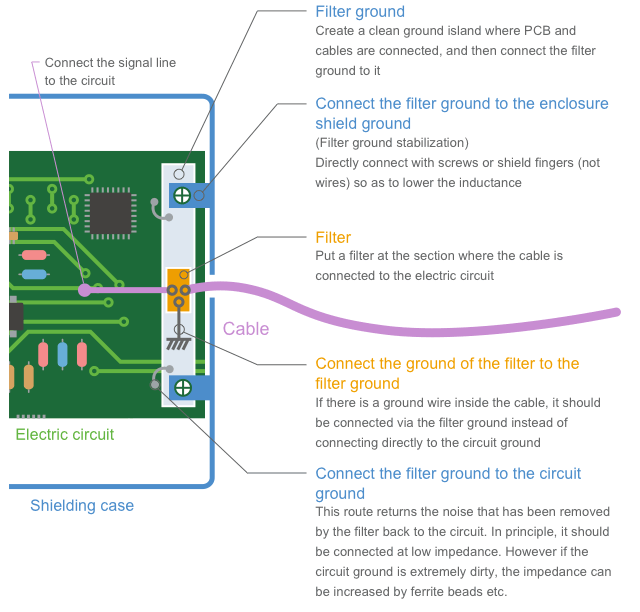 Filter ground
Create a clean ground island where PCB and
cables are connected, and then connect the filter
ground to it
Connect the signal line
to the circuit
Connect the filter ground to the enclosure
shield ground
(Filter ground stabilization)
Directly connect with screws or shield fingers (not
wires) so as to lower the inductance
Filter
Put a filter at the section where the cable is
connected to the electric circuit
Cable
Connect the ground of the filter to the
filter ground
If there is a ground wire inside the cable, it should
be connected via the filter ground instead of
connecting directly to the circuit ground
Electric circuit
Connect the filter ground to the circuit
ground
This route returns the noise that has been removed
by the filter back to the circuit. In principle, it should
be connected at low impedance. However if the
circuit ground is extremely dirty, the impedance can
be increased by ferrite beads etc.
Shielding case